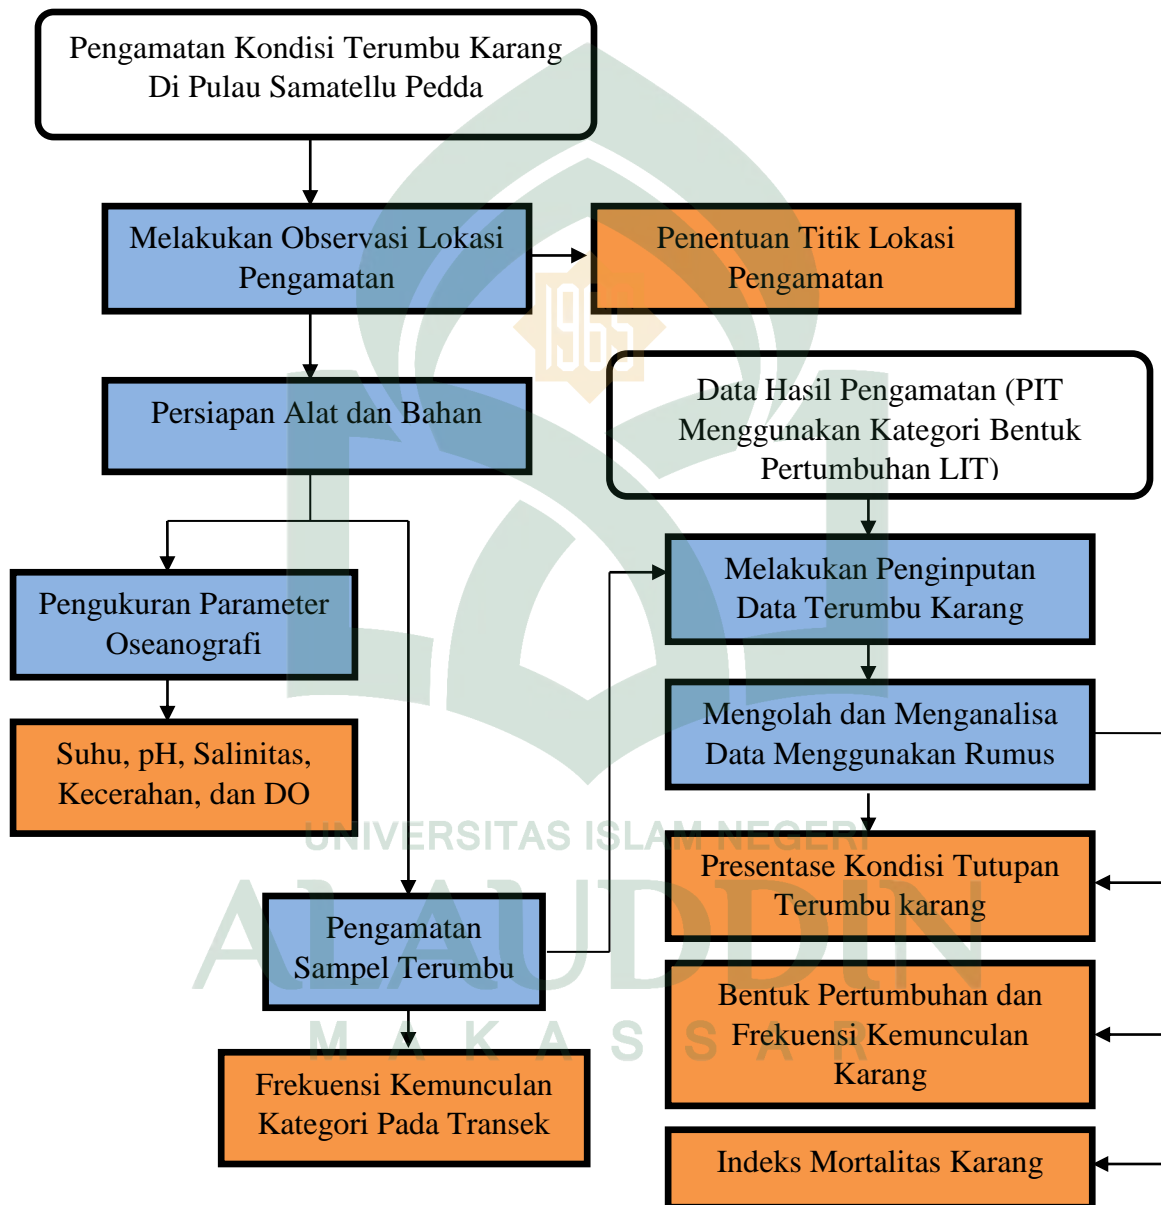 Pengamatan Kondisi Terumbu Karang
Di Pulau Samatellu Pedda
Melakukan Observasi Lokasi
Pengamatan
Penentuan Titik Lokasi
Pengamatan
1965
Persiapan Alat dan Bahan
Data Hasil Pengamatan (PIT
Menggunakan Kategori Bentuk
Pertumbuhan LIT)
Melakukan Penginputan
Data Terumbu Karang
Pengukuran Parameter
Oseanografi
Mengolah dan Menganalisa
Data Menggunakan Rumus
Suhu, pH, Salinitas,
Kecerahan, dan DO
UNIVERSITAS ISLAM NEGERI
ALAUDDIN
MAKASSAR
Presentase Kondisi Tutupan
Terumbu karang
Pengamatan
Sampel Terumbu
Bentuk Pertumbuhan dan
Frekuensi Kemunculan
Karang
Frekuensi Kemunculan
Kategori Pada Transek
Indeks Mortalitas Karang